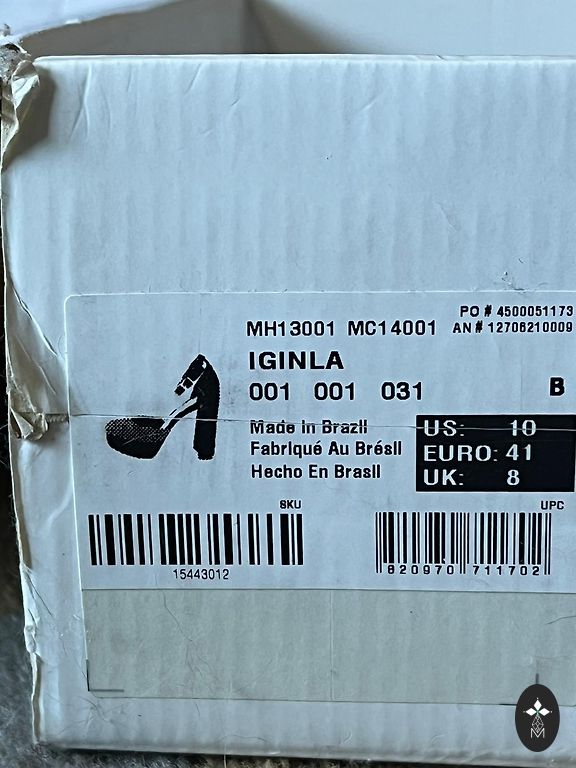 PO # 4500051173
MH13001 MC14001 AN # 12706210009
IGINLA
001 001 031 B
Made in Brazil
Fabriqué Au Brésil
Hecho En Brasil
US: 10
EURO: 41
UK: 8
SKU
UPC
15443012
820970 711702
M